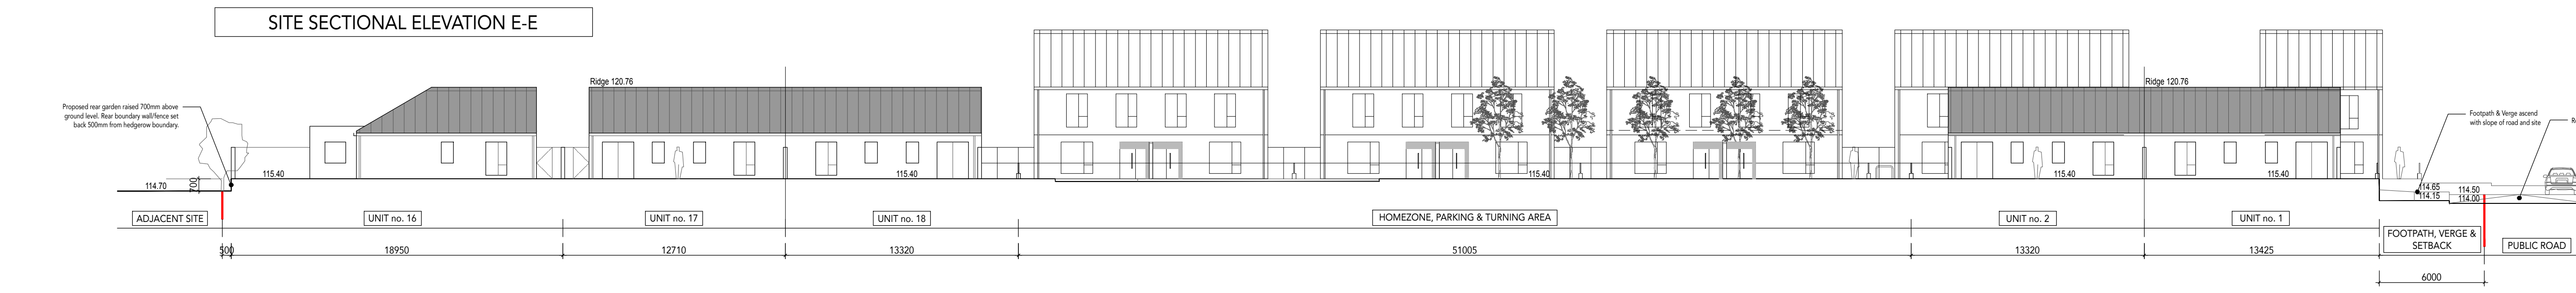 SITE SECTIONAL ELEVATION E-E
Ridge 120.76
Ridge 120.76
Proposed rear garden raised 700mm above
ground level. Rear boundary wall/fence set
back 500mm from hedgerow boundary.
Footpath & Verge ascend
with slope of road and site
114.70
700
115.40
115.40
115.40
115.40
115.40
114.65
114.15
114.50
114.00
ADJACENT SITE
UNIT no. 16
UNIT no. 17
UNIT no. 18
HOMEZONE, PARKING & TURNING AREA
UNIT no. 2
UNIT no. 1
FOOTPATH, VERGE &
SETBACK
PUBLIC ROAD
500
18950
12710
13320
51005
13320
13425
6000